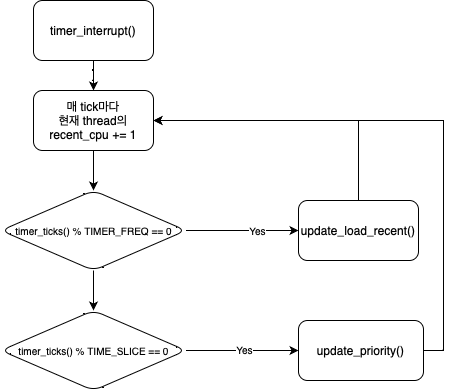 timer_interrupt()
매 tick마다
현재 thread의
recent_cpu += 1
timer_ticks() % TIMER_FREQ == 0
Yes
update_load_recent()
timer_ticks() % TIME_SLICE == 0
Yes
update_priority()